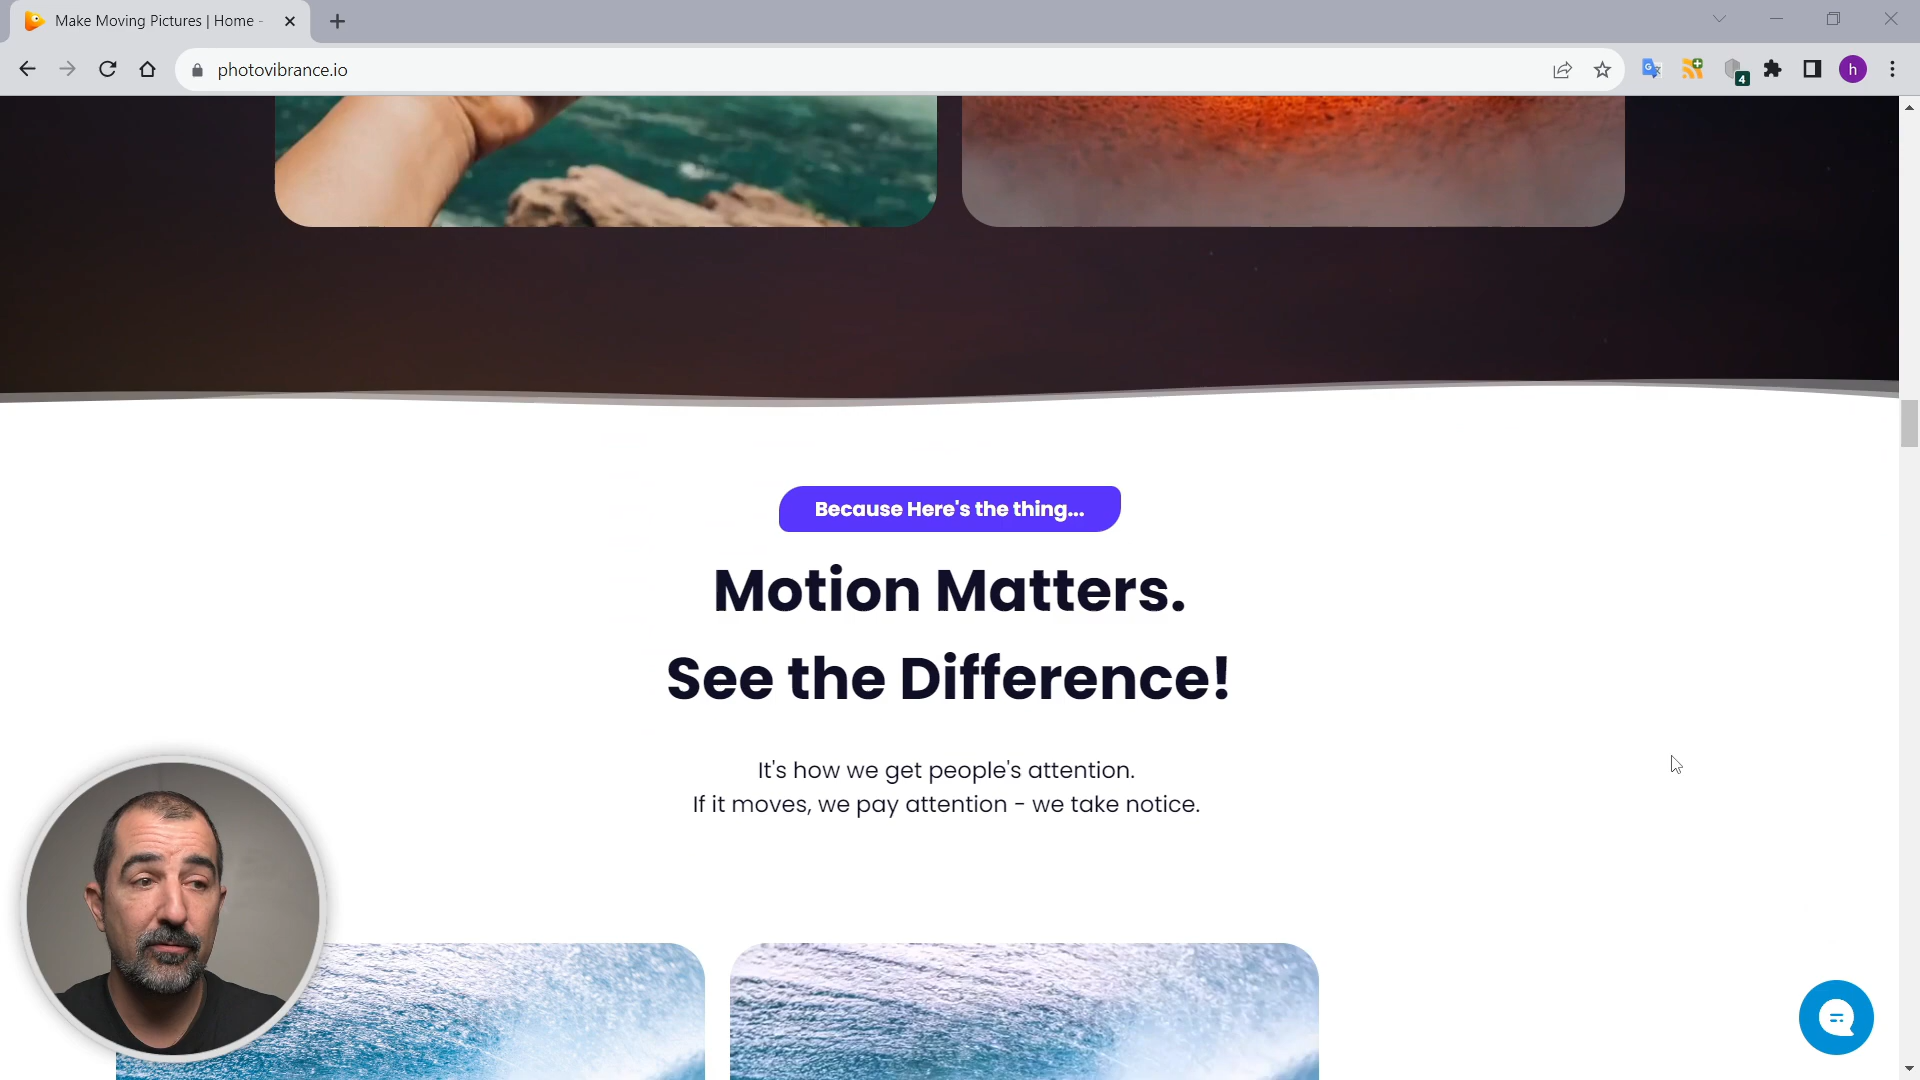 Make Moving Pictures | Home -
photovibrance.io
4
h
Because Here's the thing...
Motion Matters.
See the Difference!
It's how we get people's attention.
If it moves, we pay attention - we take notice.